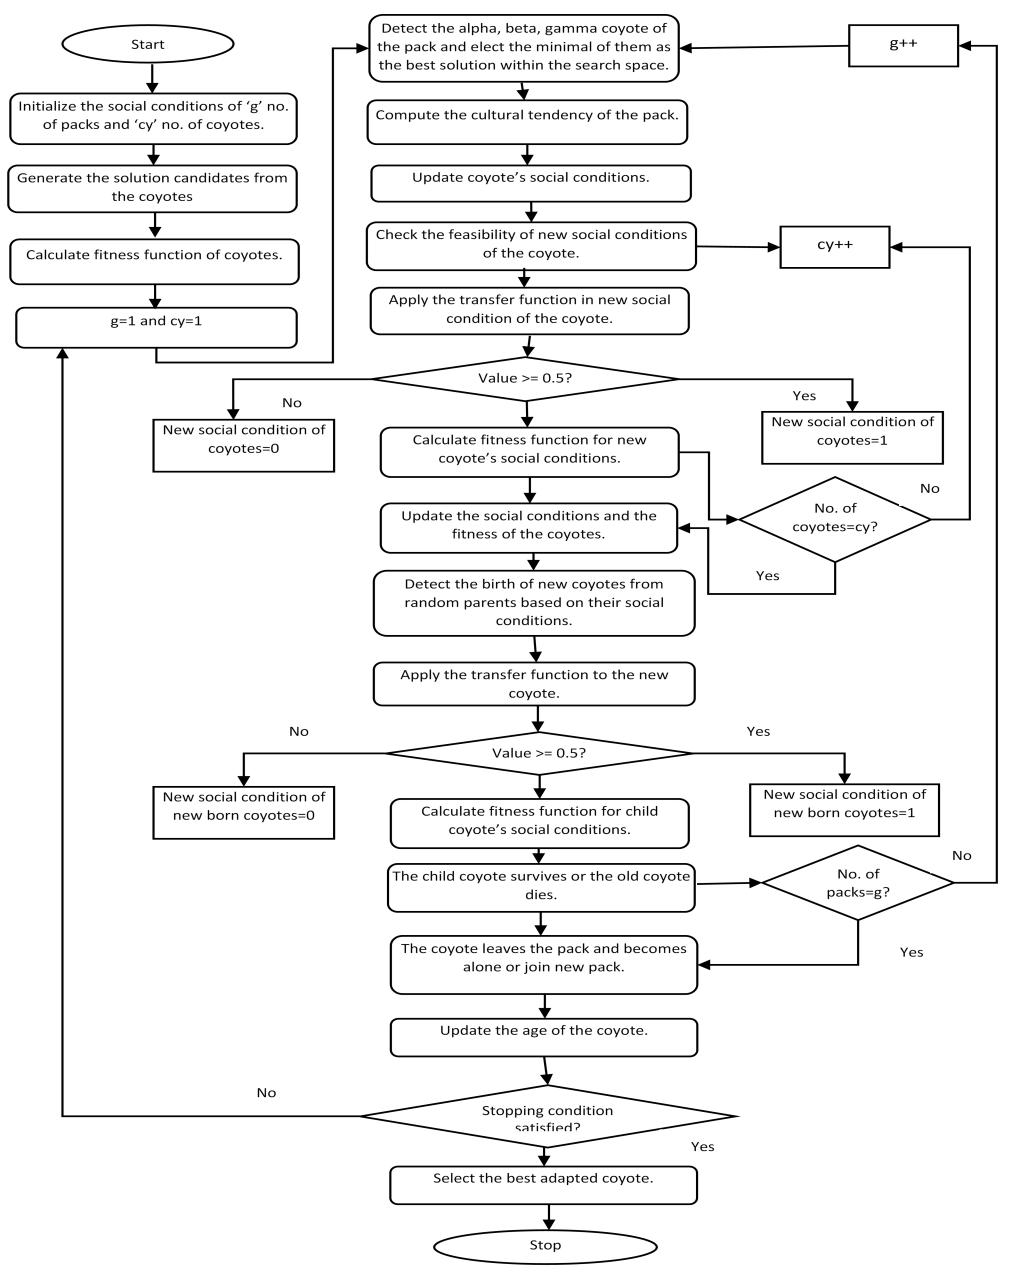 Start
Initialize the social conditions of ‘g’ no.
of packs and ‘cy’ no. of coyotes.
Generate the solution candidates from
the coyotes
Calculate fitness function of coyotes.
g=1 and cy=1
Detect the alpha, beta, gamma coyote of
the pack and elect the minimal of them as
the best solution within the search space.
g++
Compute the cultural tendency of the pack.
Update coyote’s social conditions.
Check the feasibility of new social conditions
of the coyote.
cy++
Apply the transfer function in new social
condition of the coyote.
Value >= 0.5?
No
Yes
New social condition of
coyotes=0
New social condition of
coyotes=1
Calculate fitness function for new
coyote’s social conditions.
No. of
coyotes=cy?
No
Yes
Update the social conditions and the
fitness of the coyotes.
Detect the birth of new coyotes from
random parents based on their social
conditions.
Apply the transfer function to the new
coyote.
Value >= 0.5?
No
Yes
New social condition of
new born coyotes=0
New social condition of
new born coyotes=1
Calculate fitness function for child
coyote’s social conditions.
The child coyote survives or the old coyote
dies.
No. of
packs=g?
No
Yes
The coyote leaves the pack and becomes
alone or join new pack.
Update the age of the coyote.
Stopping condition
satisfied?
No
Yes
Select the best adapted coyote.
Stop